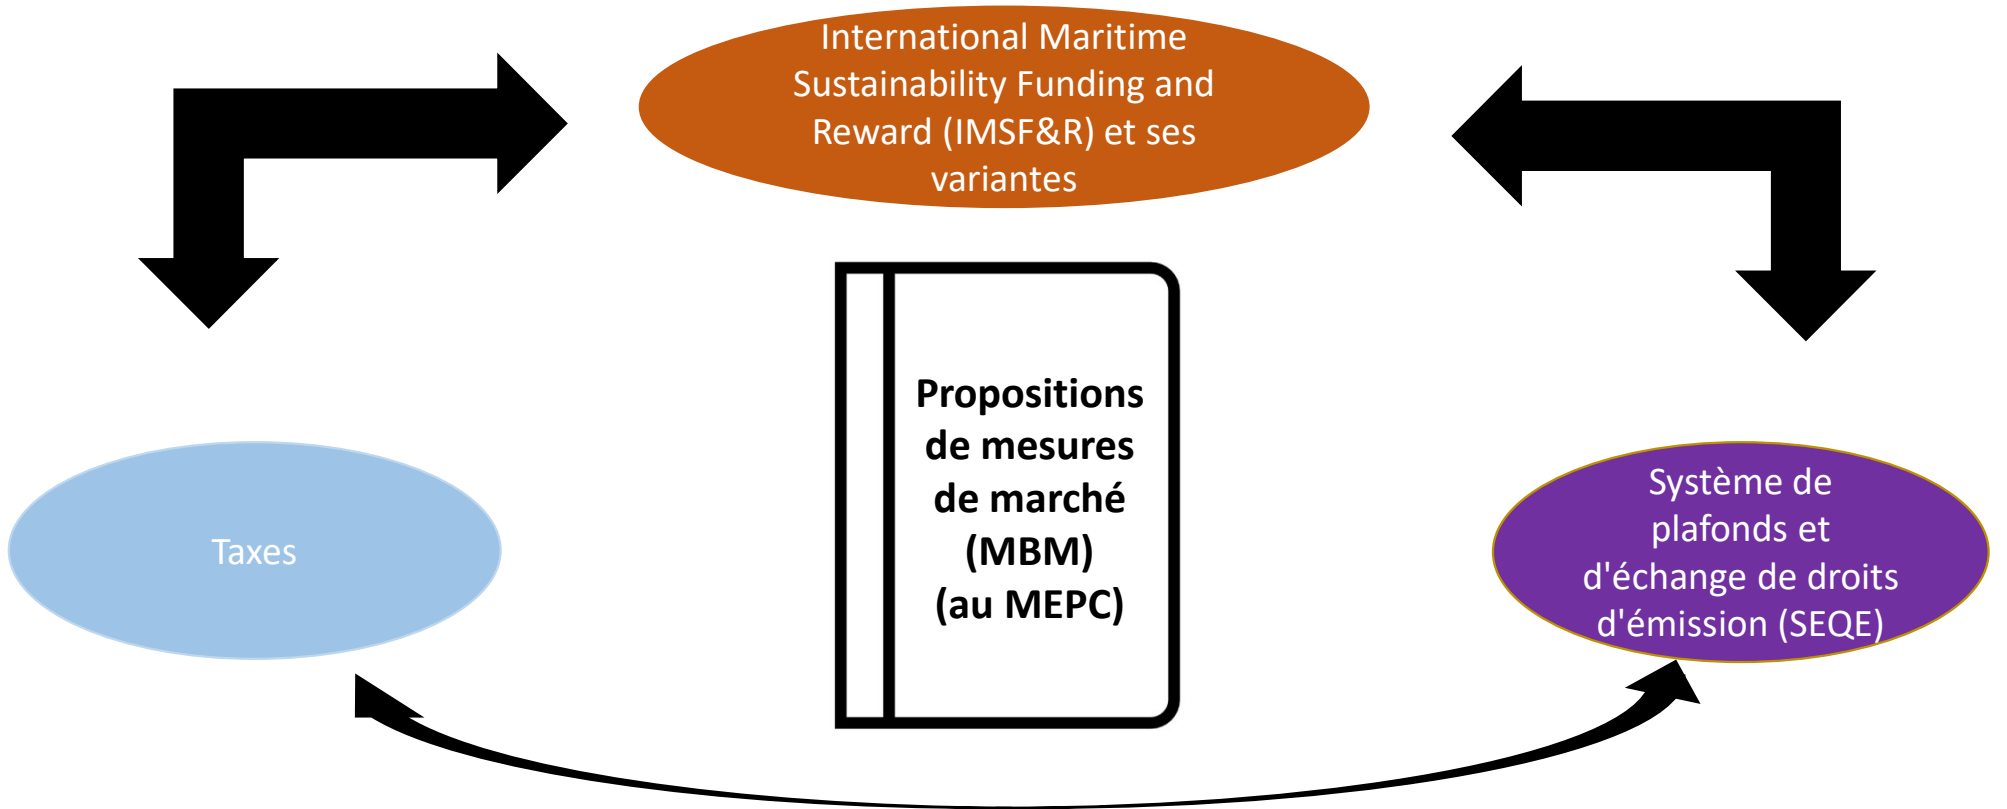 International Maritime
Sustainability Funding and
Reward (IMSF&R) et ses
variantes
Propositions
de mesures
de marché
(MBM)
(au MEPC)
Taxes
Système de
plafonds et
d'échange de droits
d'émission (SEQE)